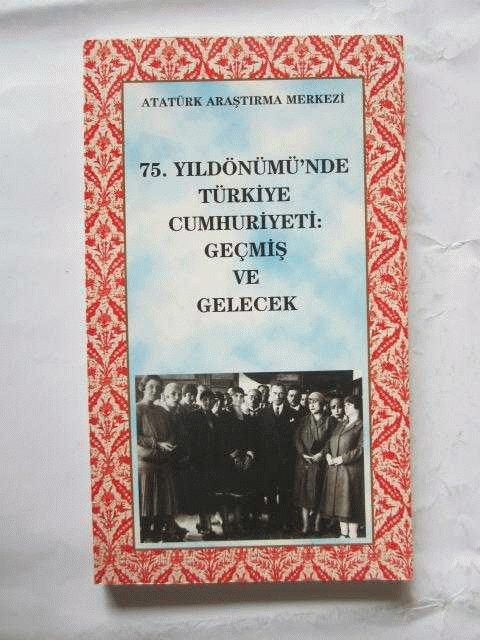 ATATÜRK ARAŞTIRMA MERKEZİ
75. YILDÖNÜMÜ'NDE
TÜRKİYE
CUMHURİYETİ:
GEÇMİŞ
VE
GELECEK